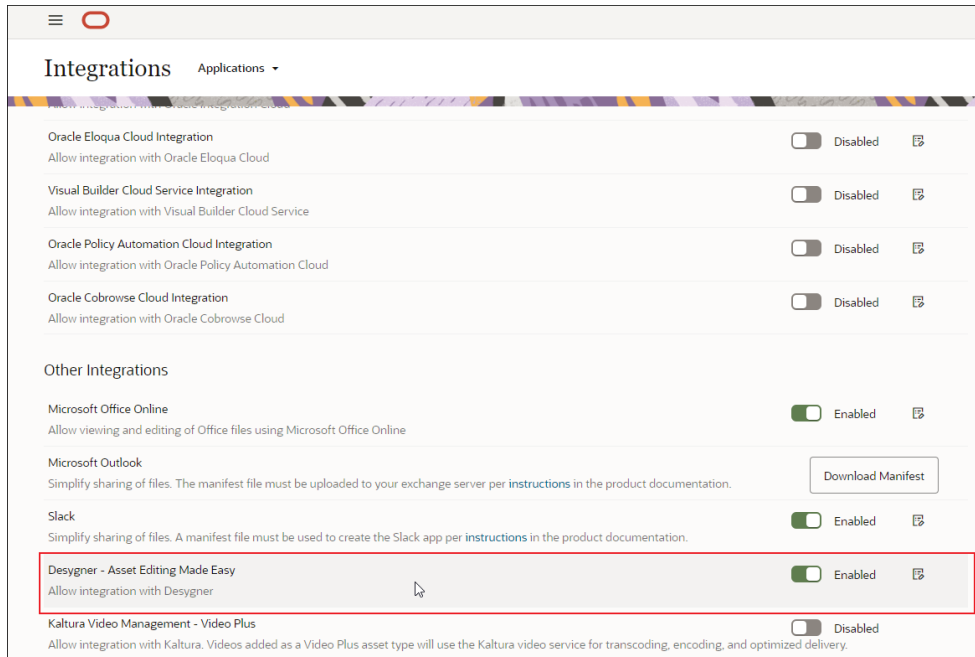 Integrations Applications
Allow integration with Oracle Integration Cloud
Oracle Eloqua Cloud Integration
Disabled
Allow integration with Oracle Eloqua Cloud
Visual Builder Cloud Service Integration
Disabled
Allow integration with Visual Builder Cloud Service
Oracle Policy Automation Cloud Integration
Disabled
Allow integration with Oracle Policy Automation Cloud
Oracle Cobrowse Cloud Integration
Disabled
Allow integration with Oracle Cobrowse Cloud
Other Integrations
Microsoft Office Online
Enabled
Allow viewing and editing of Office files using Microsoft Office Online
Microsoft Outlook
Download Manifest
Simplify sharing of files. The manifest file must be uploaded to your exchange server per instructions in the product documentation.
Slack
Enabled
Simplify sharing of files. A manifest file must be used to create the Slack app per instructions in the product documentation.
Desygner - Asset Editing Made Easy
Enabled
Allow integration with Desygner
Kaltura Video Management - Video Plus
Disabled
Allow integration with Kaltura. Videos added as a Video Plus asset type will use the Kaltura video service for transcoding, encoding, and optimized delivery.